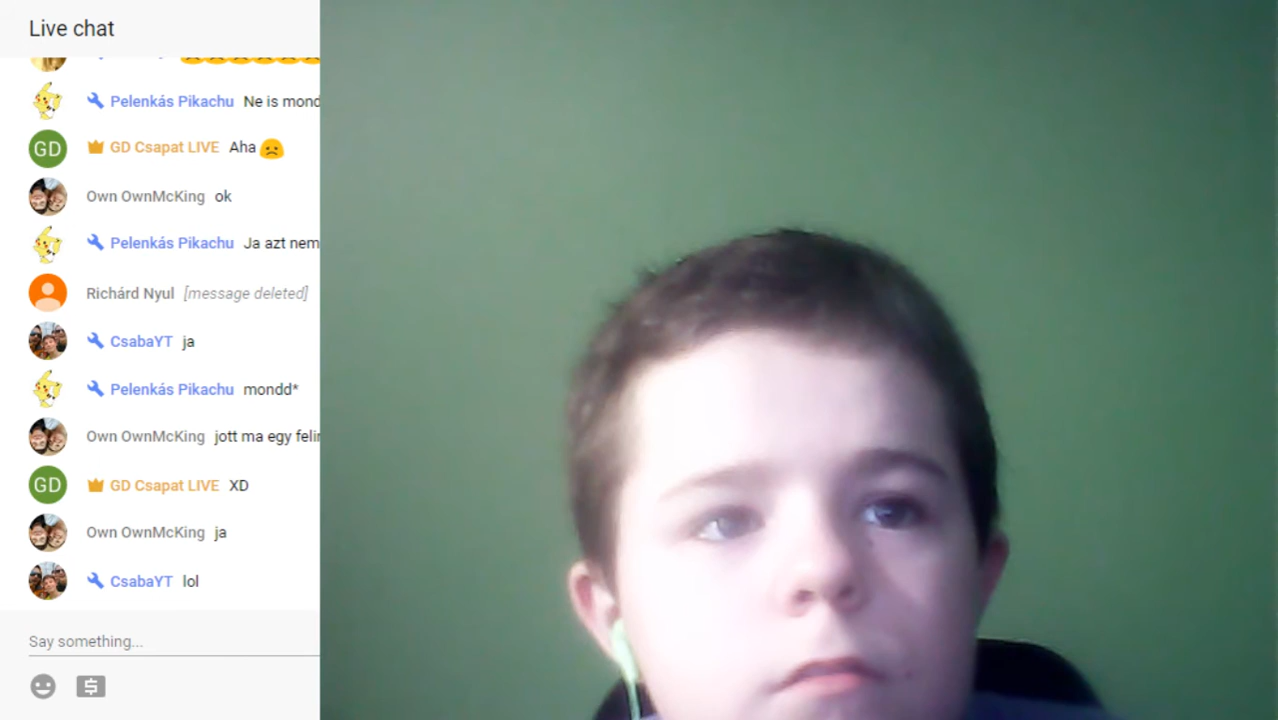 Live chat
Pelenkás Pikachu Ne is mond
GD GD Csapat LIVE Aha
Own OwnMcKing ok
Pelenkás Pikachu Ja azt nem
Richárd Nyul [message deleted]
CsabaYT ja
Pelenkás Pikachu mondd*
Own OwnMcKing jott ma egy
GD GD Csapat LIVE XD
Own OwnMcKing ja
CsabaYT lol
Say something...